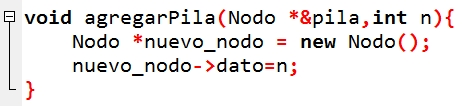 void agregarPila(Nodo *&pila,int n){
    Nodo *nuevo_nodo = new Nodo();
    nuevo_nodo->dato=n;
}